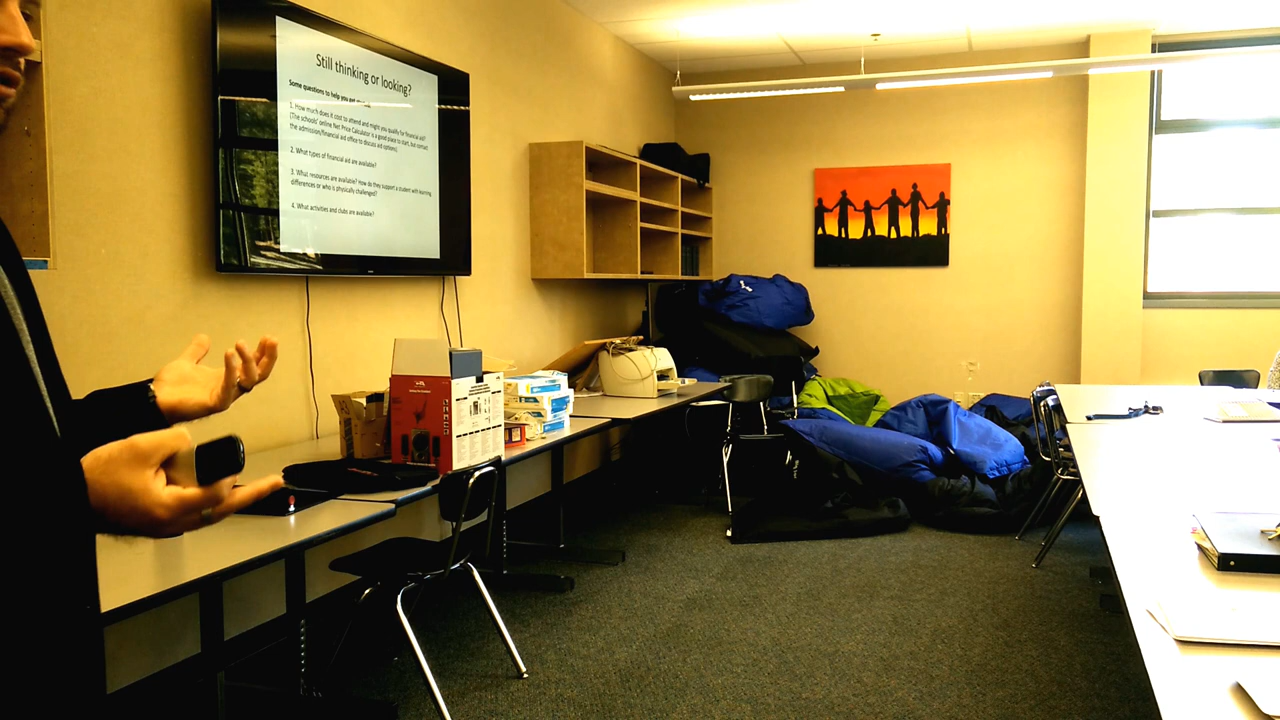 Still thinking or looking?
Some questions to help you get
1. How much does it cost to attend and might you qualify for financial aid?
(The schools' online Net Price Calculator is a good place to start, but contact
the admission/financial aid office to discuss aid options)
2. What types of financial aid are available?
3. What resources are available? How do they support a student with learning
differences or who is physically challenged?
4. What activities and clubs are available?